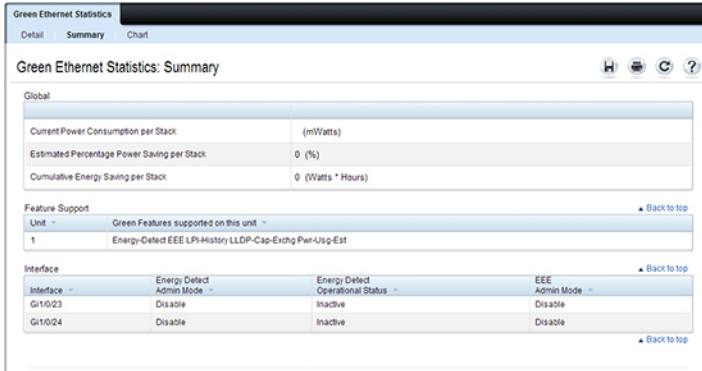 Green Ethernet Statistics
Detail Summary Chart
Green Ethernet Statistics: Summary
Global
Current Power Consumption per Stack (mWatts)
Estimated Percentage Power Saving per Stack 0 (%)
Cumulative Energy Saving per Stack 0 (Watts * Hours)
Feature Support ▲ Back to top
Unit Green Features supported on this unit
1 Energy-Detect EEE LPI-History LLDP-Cap-Exchg Pwr-Usg-Est
Interface ▲ Back to top
Interface Energy Detect Admin Mode Energy Detect Operational Status EEE Admin Mode
Gi1/0/23 Disable Inactive Disable
Gi1/0/24 Disable Inactive Disable
▲ Back to top